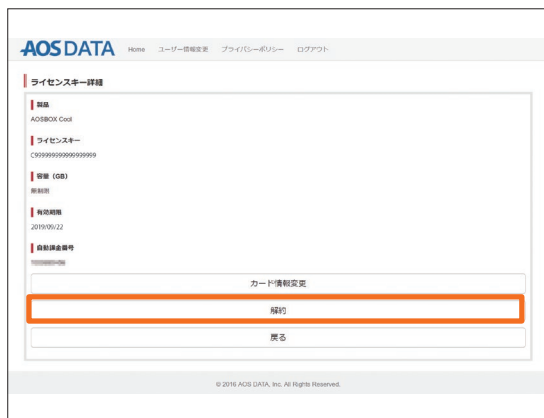 AOS DATA Home ユーザー情報変更 プライバシーポリシー ログアウト
ライセンスキー詳細
製品
AOSBOX Cool
ライセンスキー
容量（GB）
無制限
有効期限
2019/09/22
自動課金番号
カード情報変更
解約
戻る
© 2016 AOS DATA, Inc. All Rights Reserved.